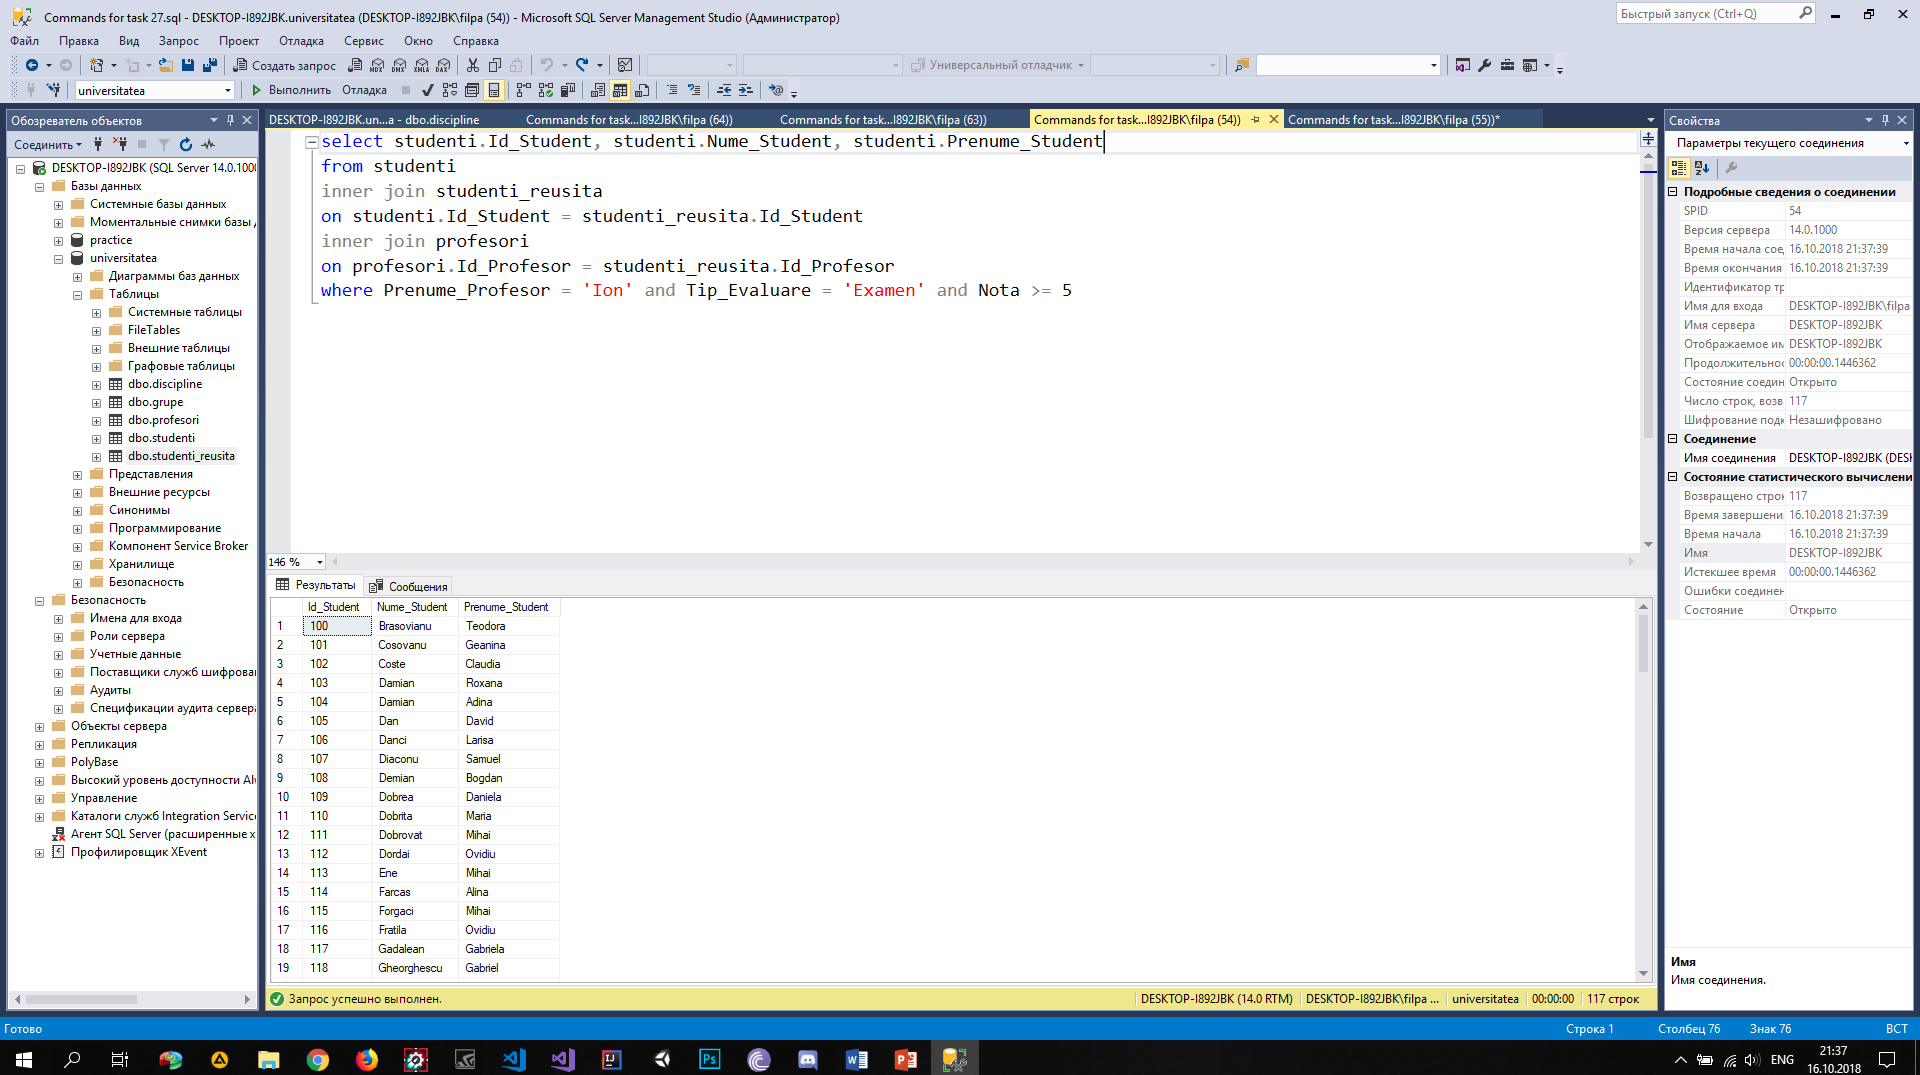 Commands for task 27.sql - DESKTOP-I892JBK.universitatea (DESKTOP-I892JBK\filpa (54)) - Microsoft SQL Server Management Studio (Администратор)
Быстрый запуск (Ctrl+Q)
Файл Правка Вид Запрос Проект Отладка Сервис Окно Справка
Создать запрос MDX DMX XMLA DAX Универсальный отладчик
universitatea Выполнить Отладка
Обозреватель объектов
Соединить
DESKTOP-I892JBK (SQL Server 14.0.1000
Базы данных
Системные базы данных
Моментальные снимки базы
practice
universitatea
Диаграммы баз данных
Таблицы
Системные таблицы
FileTables
Внешние таблицы
Графовые таблицы
dbo.discipline
dbo.grupe
dbo.profesori
dbo.studenti
dbo.studenti_reusita
Представления
Внешние ресурсы
Синонимы
Программирование
Компонент Service Broker
Хранилище
Безопасность
Безопасность
Имена для входа
Роли сервера
Учетные данные
Поставщики служб шифрова
Аудиты
Спецификации аудита сервера
Объекты сервера
Репликация
PolyBase
Высокий уровень доступности Al
Управление
Каталоги служб Integration Service
Агент SQL Server (расширенные х
Профилировщик XEvent
DESKTOP-I892JBK.un...a - dbo.discipline Commands for task...I892JBK\filpa (64)) Commands for task...I892JBK\filpa (63)) Commands for task...I892JBK\filpa (54)) Commands for task...I892JBK\filpa (55))*
select studenti.Id_Student, studenti.Nume_Student, studenti.Prenume_Student
from studenti
inner join studenti_reusita
on studenti.Id_Student = studenti_reusita.Id_Student
inner join profesori
on profesori.Id_Profesor = studenti_reusita.Id_Profesor
where Prenume_Profesor = 'Ion' and Tip_Evaluare = 'Examen' and Nota >= 5
146 %
Результаты Сообщения
Id_Student Nume_Student Prenume_Student
1 100 Brasovianu Teodora
2 101 Cosovanu Geanina
3 102 Coste Claudia
4 103 Damian Roxana
5 104 Damian Adina
6 105 Dan David
7 106 Danci Larisa
8 107 Diaconu Samuel
9 108 Demian Bogdan
10 109 Dobrea Daniela
11 110 Dobrita Maria
12 111 Dobrovat Mihai
13 112 Dordai Ovidiu
14 113 Ene Mihai
15 114 Farcas Alina
16 115 Forgaci Mihai
17 116 Fratila Ovidiu
18 117 Gadalean Gabriela
19 118 Gheorghescu Gabriel
Запрос успешно выполнен. DESKTOP-I892JBK (14.0 RTM) DESKTOP-I892JBK\filpa ... universitatea 00:00:00 117 строк
Свойства
Параметры текущего соединения
Подробные сведения о соединении
SPID 54
Версия сервера 14.0.1000
Время начала сое 16.10.2018 21:37:39
Время окончания 16.10.2018 21:37:39
Идентификатор тр
Имя для входа DESKTOP-I892JBK\filpa
Имя сервера DESKTOP-I892JBK
Отображаемое им DESKTOP-I892JBK
Продолжительнос 00:00:00.1446362
Состояние соедин Открыто
Число строк, возв 117
Шифрование подк Незашифровано
Соединение
Имя соединения DESKTOP-I892JBK (DESK
Состояние статистического вычислени
Возвращено строк 117
Время завершени 16.10.2018 21:37:39
Время начала 16.10.2018 21:37:39
Имя DESKTOP-I892JBK
Истекшее время 00:00:00.1446362
Ошибки соединен
Состояние Открыто
Имя
Имя соединения.
Готово Строка 1 Столбец 76 Знак 76 ВСТ
ENG
21:37
16.10.2018